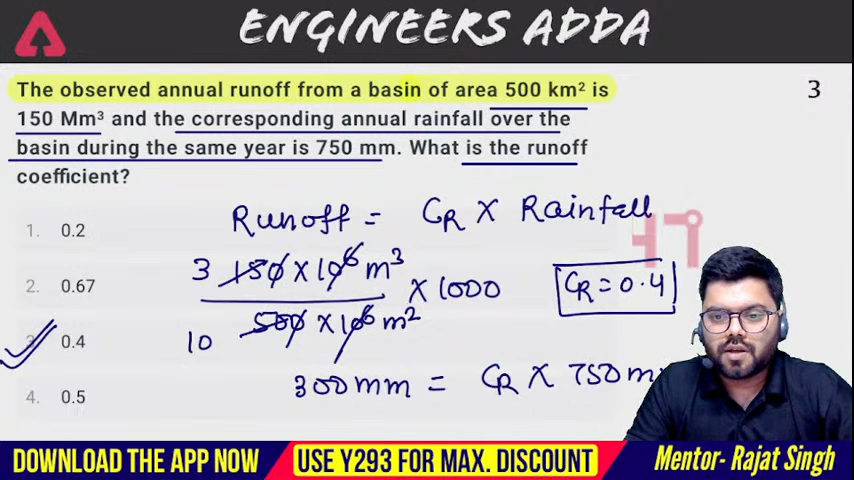 ENGINEERS ADDA
The observed annual runoff from a basin of area 500 km² is
150 Mm³ and the corresponding annual rainfall over the
basin during the same year is 750 mm. What is the runoff
coefficient?
3
1. 0.2
2. 0.67
3. 0.4
4. 0.5
Runoff = CR X Rainfall
3 150 X 10⁶ m³
10 500 X 10⁶ m²
X 1000
CR = 0.4
300mm = CR X 750 m
DOWNLOAD THE APP NOW
USE Y293 FOR MAX. DISCOUNT
Mentor- Rajat Singh